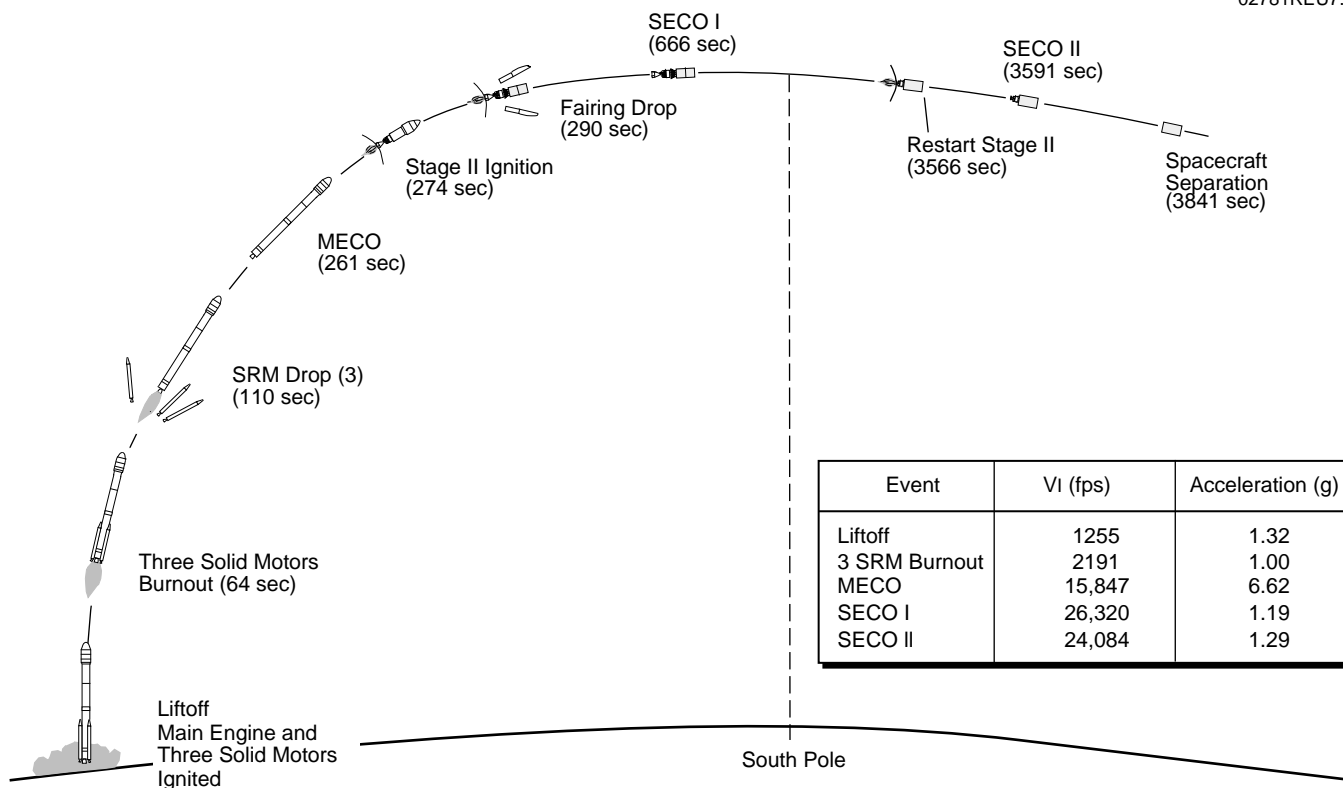 SECO I
(666 sec)
SECO II
(3591 sec)
Fairing Drop
(290 sec)
Restart Stage II
(3566 sec)
Stage II Ignition
(274 sec)
Spacecraft
Separation
(3841 sec)
MECO
(261 sec)
SRM Drop (3)
(110 sec)
Three Solid Motors
Burnout (64 sec)
Liftoff
Main Engine and
Three Solid Motors
Ignited
South Pole
Event VI (fps) Acceleration (g)
Liftoff 1255 1.32
3 SRM Burnout 2191 1.00
MECO 15,847 6.62
SECO I 26,320 1.19
SECO II 24,084 1.29